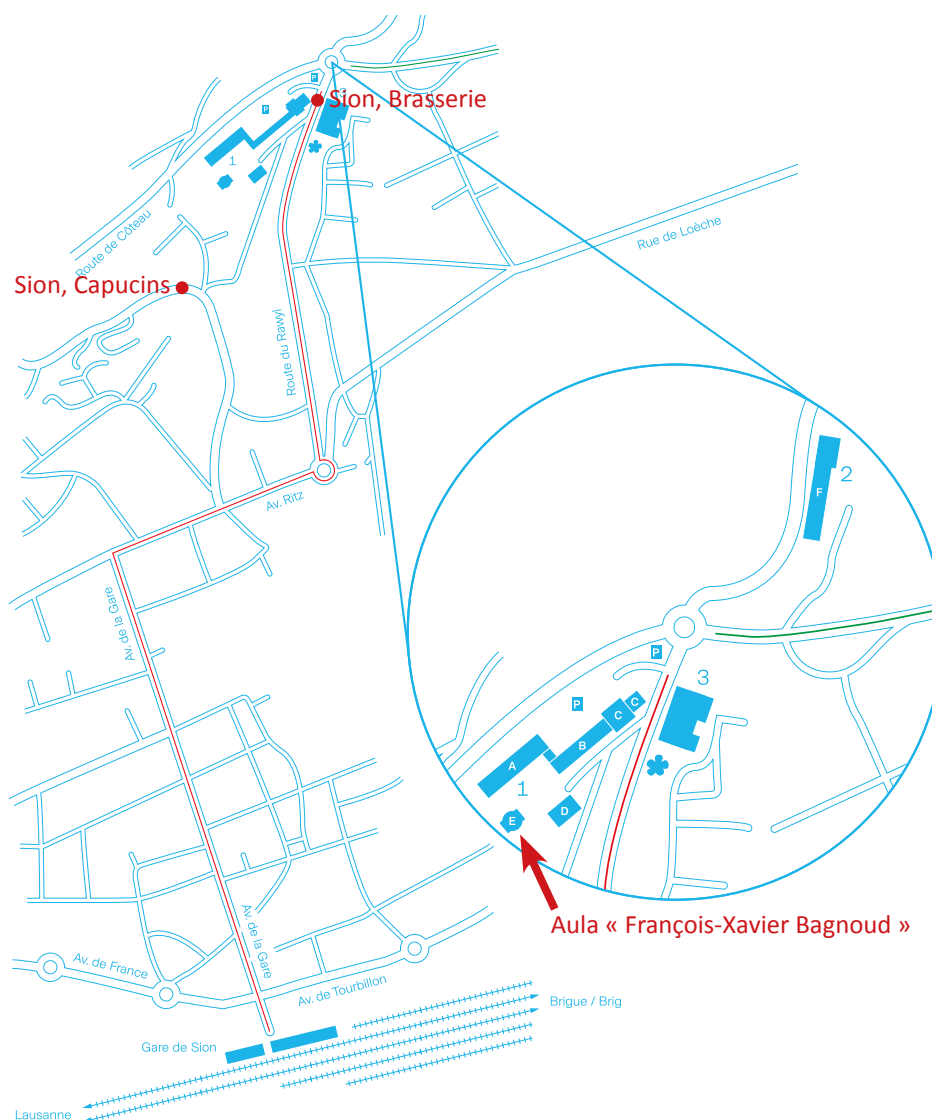 P
Sion, Brasserie
P
3
1
Rue de Loèche
Route de Côteau
Sion, Capucins
Route du Rawyl
Av. Ritz
F
2
Av. de la Gare
P
3
P
C
C
B
A
1
D
E
Aula « François-Xavier Bagnoud »
Av. de la Gare
Av. de France
Av. de Tourbillon
Brigue / Brig
Gare de Sion
Lausanne